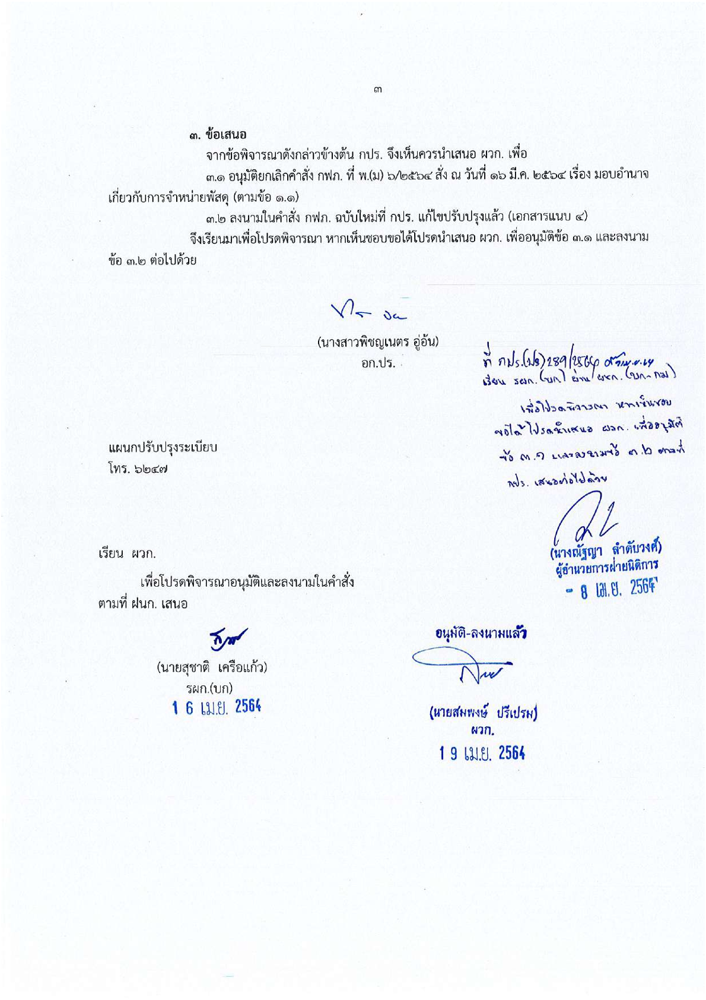 ๓
๓. ข้อเสนอ
จากข้อพิจารณาดังกล่าวข้างต้น กปร. จึงเห็นควรนำเสนอ ผวก. เพื่อ
๓.๑ อนุมัติยกเลิกคำสั่ง กฟภ. ที่ พ.(ม) ๖/๒๕๖๔ สั่ง ณ วันที่ ๑๖ มี.ค. ๒๕๖๔ เรื่อง มอบอำนาจ
เกี่ยวกับการจำหน่ายพัสดุ (ตามข้อ ๑.๑)
๓.๒ ลงนามในคำสั่ง กฟภ. ฉบับใหม่ที่ กปร. แก้ไขปรับปรุงแล้ว (เอกสารแนบ ๔)
จึงเรียนมาเพื่อโปรดพิจารณา หากเห็นชอบขอได้โปรดนำเสนอ ผวก. เพื่ออนุมัติข้อ ๓.๑ และลงนาม
ข้อ ๓.๒ ต่อไปด้วย
(นางสาวพิชญเนตร อู่อ้น)
อก.ปร.
ที่ กปร.(ปร) 289/2564
เรียน รผก.(บก) ผ่าน ผชก.(บก-กม)
เพื่อโปรดพิจารณา หากเห็นชอบ
ขอได้โปรดนำเสนอ ผวก. เพื่ออนุมัติ
ข้อ ๓.๑ และลงนามข้อ ๓.๒ ตามที่
กปร. เสนอต่อไปด้วย
แผนกปรับปรุงระเบียบ
โทร. ๖๒๔๗
(นางณัฐญา ลำดับวงศ์)
ผู้อำนวยการฝ่ายนิติการ
- 8 เม.ย. 2564
เรียน ผวก.
เพื่อโปรดพิจารณาอนุมัติและลงนามในคำสั่ง
ตามที่ ฝนก. เสนอ
(นายสุชาติ เครือแก้ว)
รผก.(บก)
1 6 เม.ย. 2564
อนุมัติ-ลงนามแล้ว
(นายสมพงษ์ ปรีเปรม)
ผวก.
1 9 เม.ย. 2564